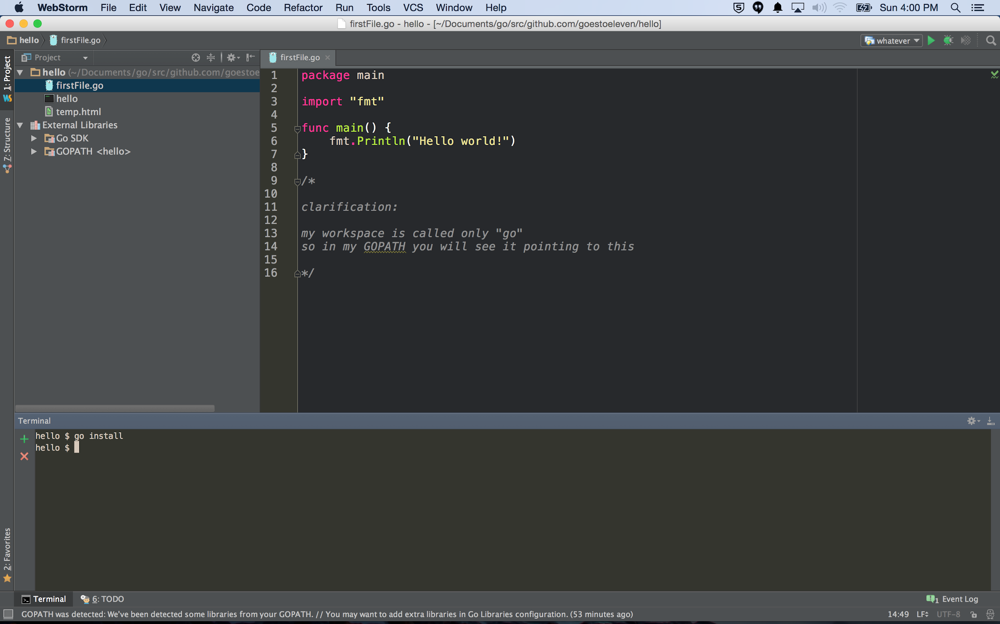 WebStorm File Edit View Navigate Code Refactor Run Tools VCS Window Help Sun 4:00 PM
firstFile.go - hello - [~/Documents/go/src/github.com/goestoeleven/hello]
hello firstFile.go whatever
1: Project
7: Structure
2: Favorites
Project
hello (~/Documents/go/src/github.com/goestoe
firstFile.go
hello
temp.html
External Libraries
Go SDK
GOPATH <hello>
firstFile.go
1 package main
2
3 import "fmt"
4
5 func main() {
6 fmt.Println("Hello world!")
7 }
8
9 /*
10
11 clarification:
12
13 my workspace is called only "go"
14 so in my GOPATH you will see it pointing to this
15
16 */
Terminal
hello $ go install
hello $
Terminal 6: TODO 1 Event Log
GOPATH was detected: We've been detected some libraries from your GOPATH. // You may want to add extra libraries in Go Libraries configuration. (53 minutes ago) 14:49 LF UTF-8